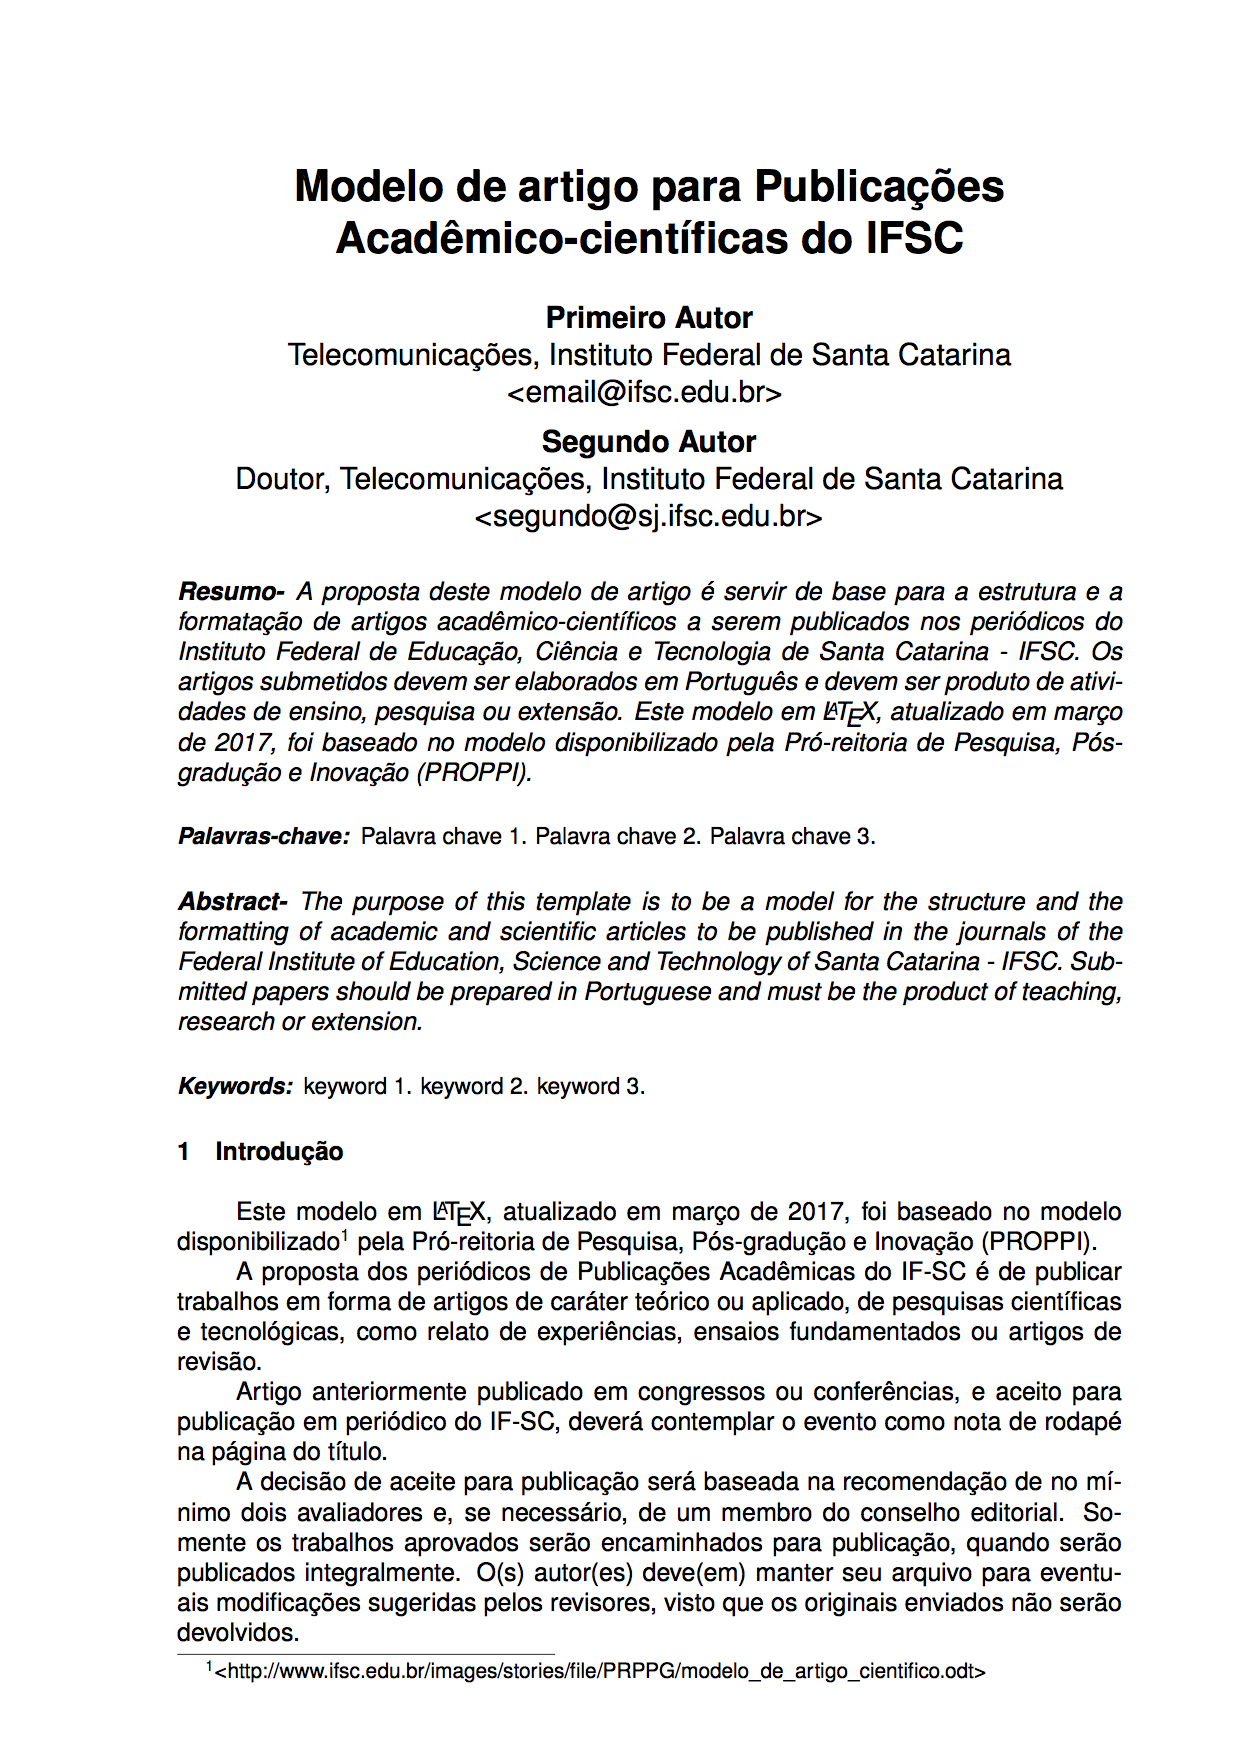 Modelo de artigo para Publicações
Acadêmico-científicas do IFSC
Primeiro Autor
Telecomunicações, Instituto Federal de Santa Catarina
<email@ifsc.edu.br>
Segundo Autor
Doutor, Telecomunicações, Instituto Federal de Santa Catarina
<segundo@sj.ifsc.edu.br>
Resumo- A proposta deste modelo de artigo é servir de base para a estrutura e a
formatação de artigos acadêmico-científicos a serem publicados nos periódicos do
Instituto Federal de Educação, Ciência e Tecnologia de Santa Catarina - IFSC. Os
artigos submetidos devem ser elaborados em Português e devem ser produto de ativi-
dades de ensino, pesquisa ou extensão. Este modelo em LATEX, atualizado em março
de 2017, foi baseado no modelo disponibilizado pela Pró-reitoria de Pesquisa, Pós-
gradução e Inovação (PROPPI).
Palavras-chave: Palavra chave 1. Palavra chave 2. Palavra chave 3.
Abstract- The purpose of this template is to be a model for the structure and the
formatting of academic and scientific articles to be published in the journals of the
Federal Institute of Education, Science and Technology of Santa Catarina - IFSC. Sub-
mitted papers should be prepared in Portuguese and must be the product of teaching,
research or extension.
Keywords: keyword 1. keyword 2. keyword 3.
1 Introdução
Este modelo em LATEX, atualizado em março de 2017, foi baseado no modelo
disponibilizado¹ pela Pró-reitoria de Pesquisa, Pós-gradução e Inovação (PROPPI).
A proposta dos periódicos de Publicações Acadêmicas do IF-SC é de publicar
trabalhos em forma de artigos de caráter teórico ou aplicado, de pesquisas científicas
e tecnológicas, como relato de experiências, ensaios fundamentados ou artigos de
revisão.
Artigo anteriormente publicado em congressos ou conferências, e aceito para
publicação em periódico do IF-SC, deverá contemplar o evento como nota de rodapé
na página do título.
A decisão de aceite para publicação será baseada na recomendação de no mí-
nimo dois avaliadores e, se necessário, de um membro do conselho editorial. So-
mente os trabalhos aprovados serão encaminhados para publicação, quando serão
publicados integralmente. O(s) autor(es) deve(em) manter seu arquivo para eventu-
ais modificações sugeridas pelos revisores, visto que os originais enviados não serão
devolvidos.
¹<http://www.ifsc.edu.br/images/stories/file/PRPPG/modelo_de_artigo_cientifico.odt>